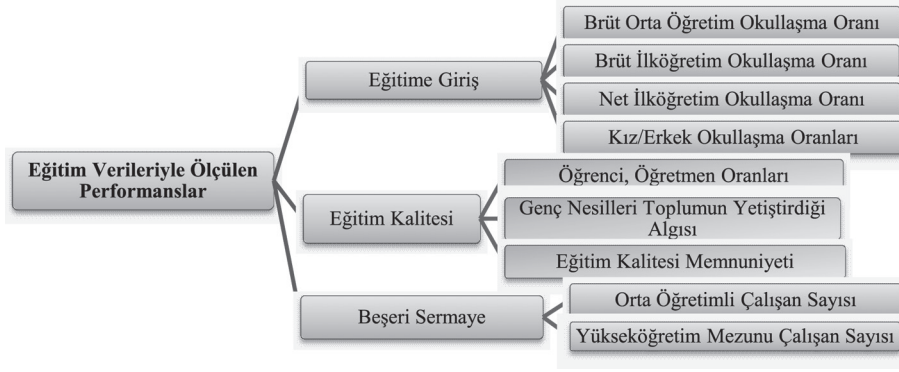 Eğitim Verileriyle Ölçülen
Performanslar
Eğitime Giriş
Brüt Orta Öğretim Okullaşma Oranı
Brüt İlköğretim Okullaşma Oranı
Net İlköğretim Okullaşma Oranı
Kız/Erkek Okullaşma Oranları
Eğitim Kalitesi
Öğrenci, Öğretmen Oranları
Genç Nesilleri Toplumun Yetiştirdiği
Algısı
Eğitim Kalitesi Memnuniyeti
Beşeri Sermaye
Orta Öğretimli Çalışan Sayısı
Yükseköğretim Mezunu Çalışan Sayısı